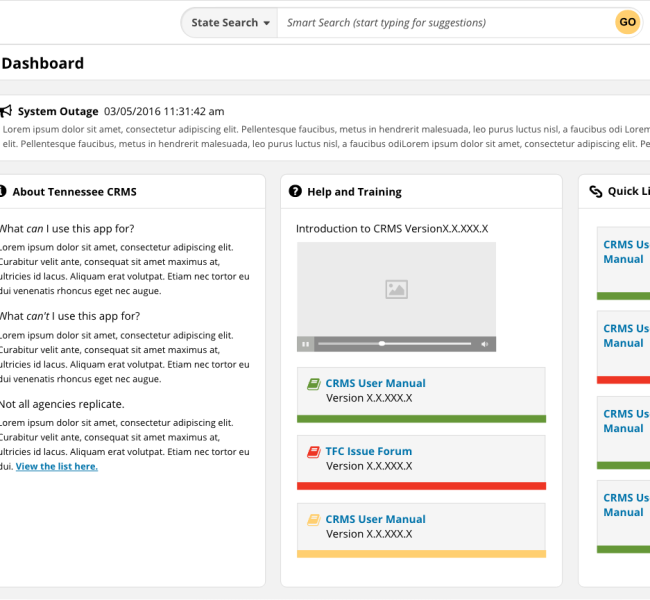 State Search
Smart Search (start typing for suggestions)
GO
Dashboard
System Outage 03/05/2016 11:31:42 am
Lorem ipsum dolor sit amet, consectetur adipiscing elit. Pellentesque faucibus, metus in hendrerit malesuada, leo purus luctus nisl, a faucibus odi Lorem
elit. Pellentesque faucibus, metus in hendrerit malesuada, leo purus luctus nisl, a faucibus odiLorem ipsum dolor sit amet, consectetur adipiscing elit. Pe
About Tennessee CRMS
What can I use this app for?
Lorem ipsum dolor sit amet, consectetur adipiscing elit.
Curabitur velit ante, consequat sit amet maximus at,
ultricies id lacus. Aliquam erat volutpat. Etiam nec tortor eu
dui venenatis rhoncus eget nec augue.
What can't I use this app for?
Lorem ipsum dolor sit amet, consectetur adipiscing elit.
Curabitur velit ante, consequat sit amet maximus at,
ultricies id lacus. Aliquam erat volutpat. Etiam nec tortor eu
dui venenatis rhoncus eget nec augue.
Not all agencies replicate.
Lorem ipsum dolor sit amet, consectetur adipiscing elit.
Curabitur velit ante, consequat sit amet maximus at,
ultricies id lacus. Aliquam erat volutpat. Etiam nec tortor eu
dui. View the list here.
Help and Training
Introduction to CRMS VersionX.X.XXX.X
CRMS User Manual
Version X.X.XXX.X
TFC Issue Forum
Version X.X.XXX.X
CRMS User Manual
Version X.X.XXX.X
Quick Li
CRMS Us
Manual
CRMS Us
Manual
CRMS Us
Manual
CRMS Us
Manual